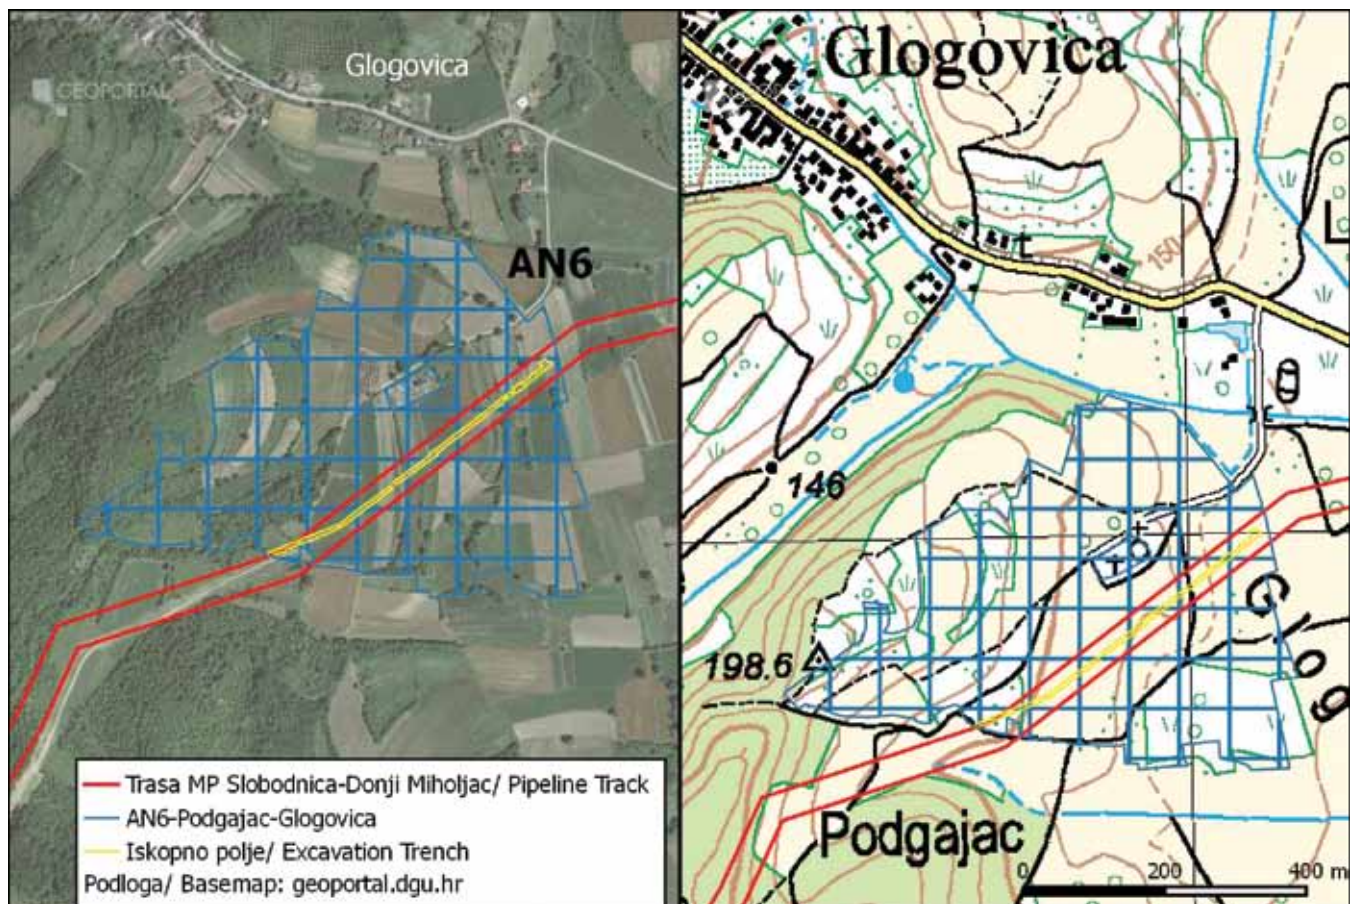 GEOPORTAL
Glogovica
AN6
Trasa MP Slobodnica-Donji Miholjac/ Pipeline Track
AN6-Podgajac-Glogovica
Iskopno polje/ Excavation Trench
Podloga/ Basemap: geoportal.dgu.hr
Glogovica
150
L
146
198.6
Glog
Podgajac
0 200 400 m